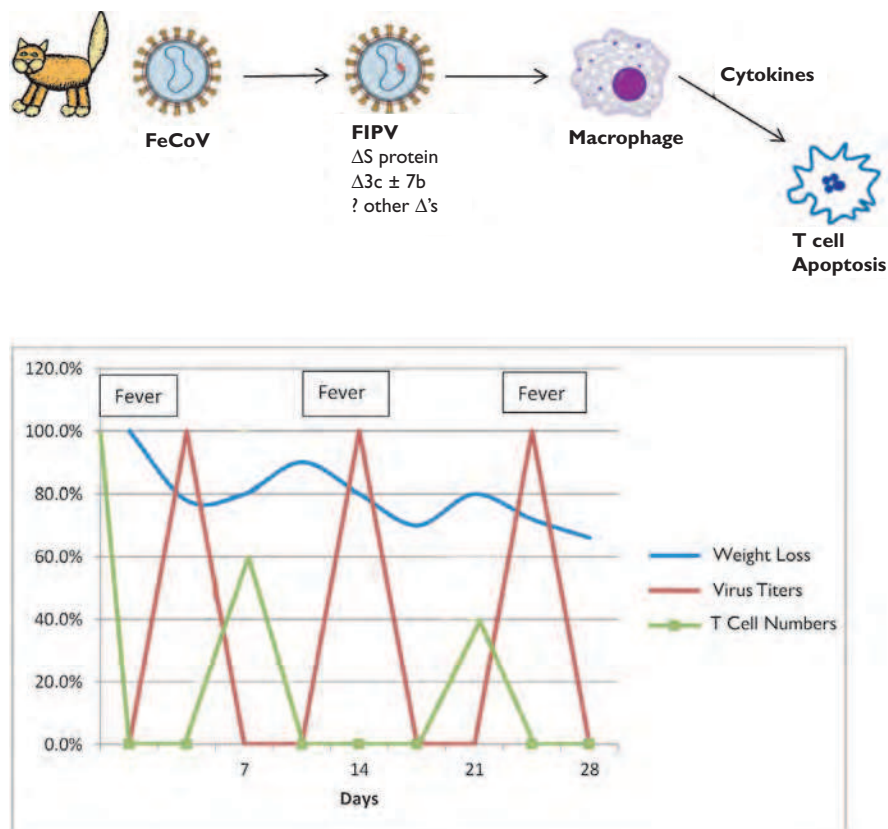 FeCoV
FIPV
ΔS protein
Δ3c ± 7b
? other Δ's
Macrophage
Cytokines
T cell
Apoptosis
120.0%
100.0%
80.0%
60.0%
40.0%
20.0%
0.0%
Fever
Fever
Fever
7
14
21
28
Days
Weight Loss
Virus Titers
T Cell Numbers